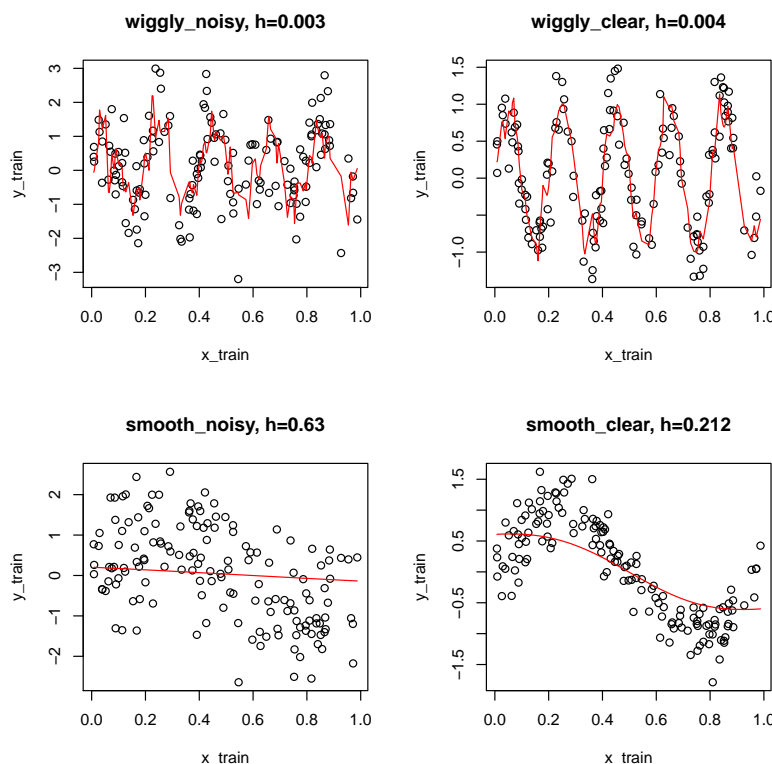 wiggly_noisy, h=0.003
y_train
3
2
1
0
−1
−2
−3
0.0 0.2 0.4 0.6 0.8 1.0
x_train
wiggly_clear, h=0.004
y_train
1.5
0.5
0.0
−1.0
0.0 0.2 0.4 0.6 0.8 1.0
x_train
smooth_noisy, h=0.63
y_train
2
1
0
−1
−2
0.0 0.2 0.4 0.6 0.8 1.0
x_train
smooth_clear, h=0.212
y_train
1.5
0.5
−0.5
−1.5
0.0 0.2 0.4 0.6 0.8 1.0
x_train